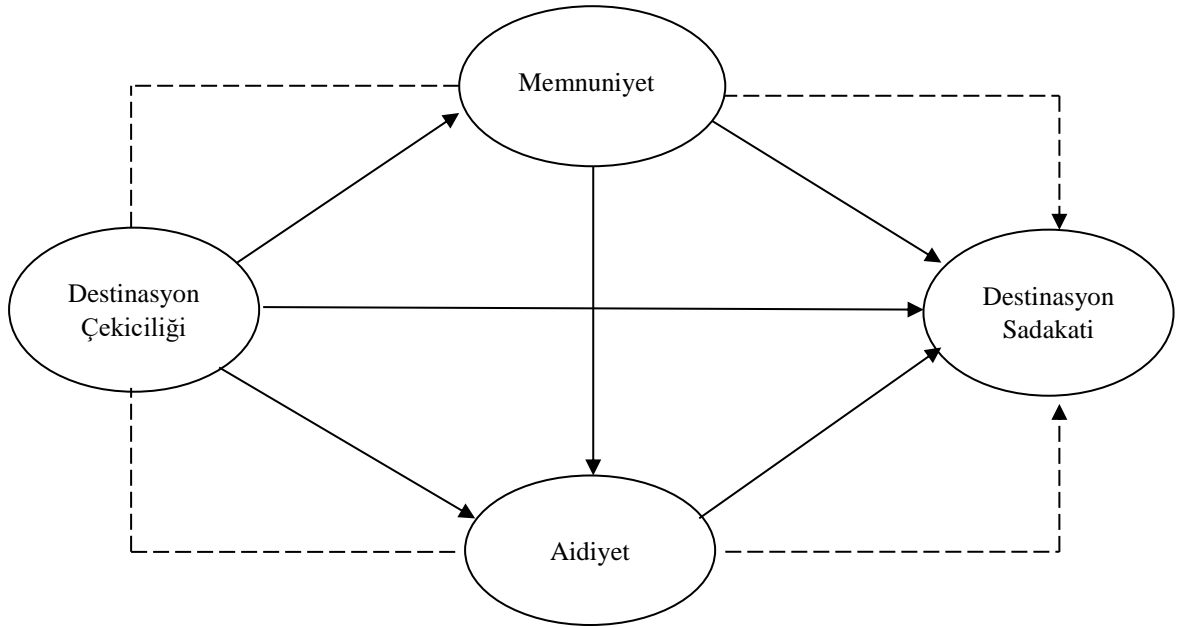 Memnuniyet
Destinasyon
Çekiciliği
Destinasyon
Sadakati
Aidiyet